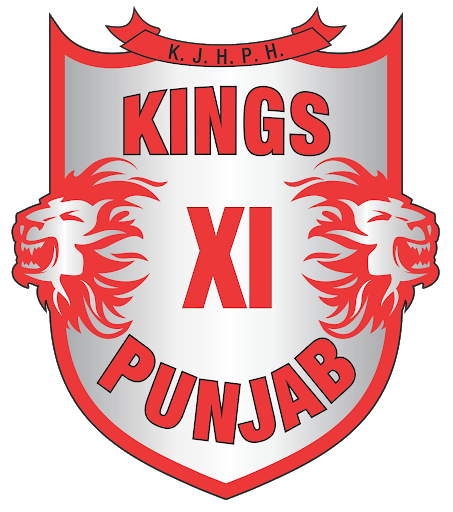 K. J. H. P. H.
KINGS
XI
PUNJAB